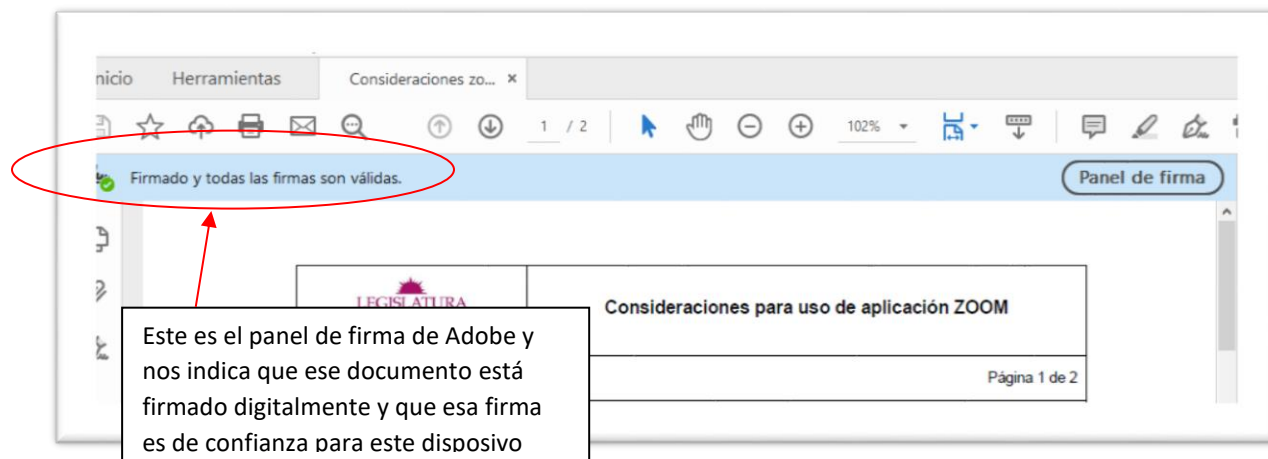 nicio Herramientas Consideraciones zo... ×
1 / 2 102%
Firmado y todas las firmas son válidas. Panel de firma
LEGISLATURA
Consideraciones para uso de aplicación ZOOM
Página 1 de 2
Este es el panel de firma de Adobe y
nos indica que ese documento está
firmado digitalmente y que esa firma
es de confianza para este disposivo